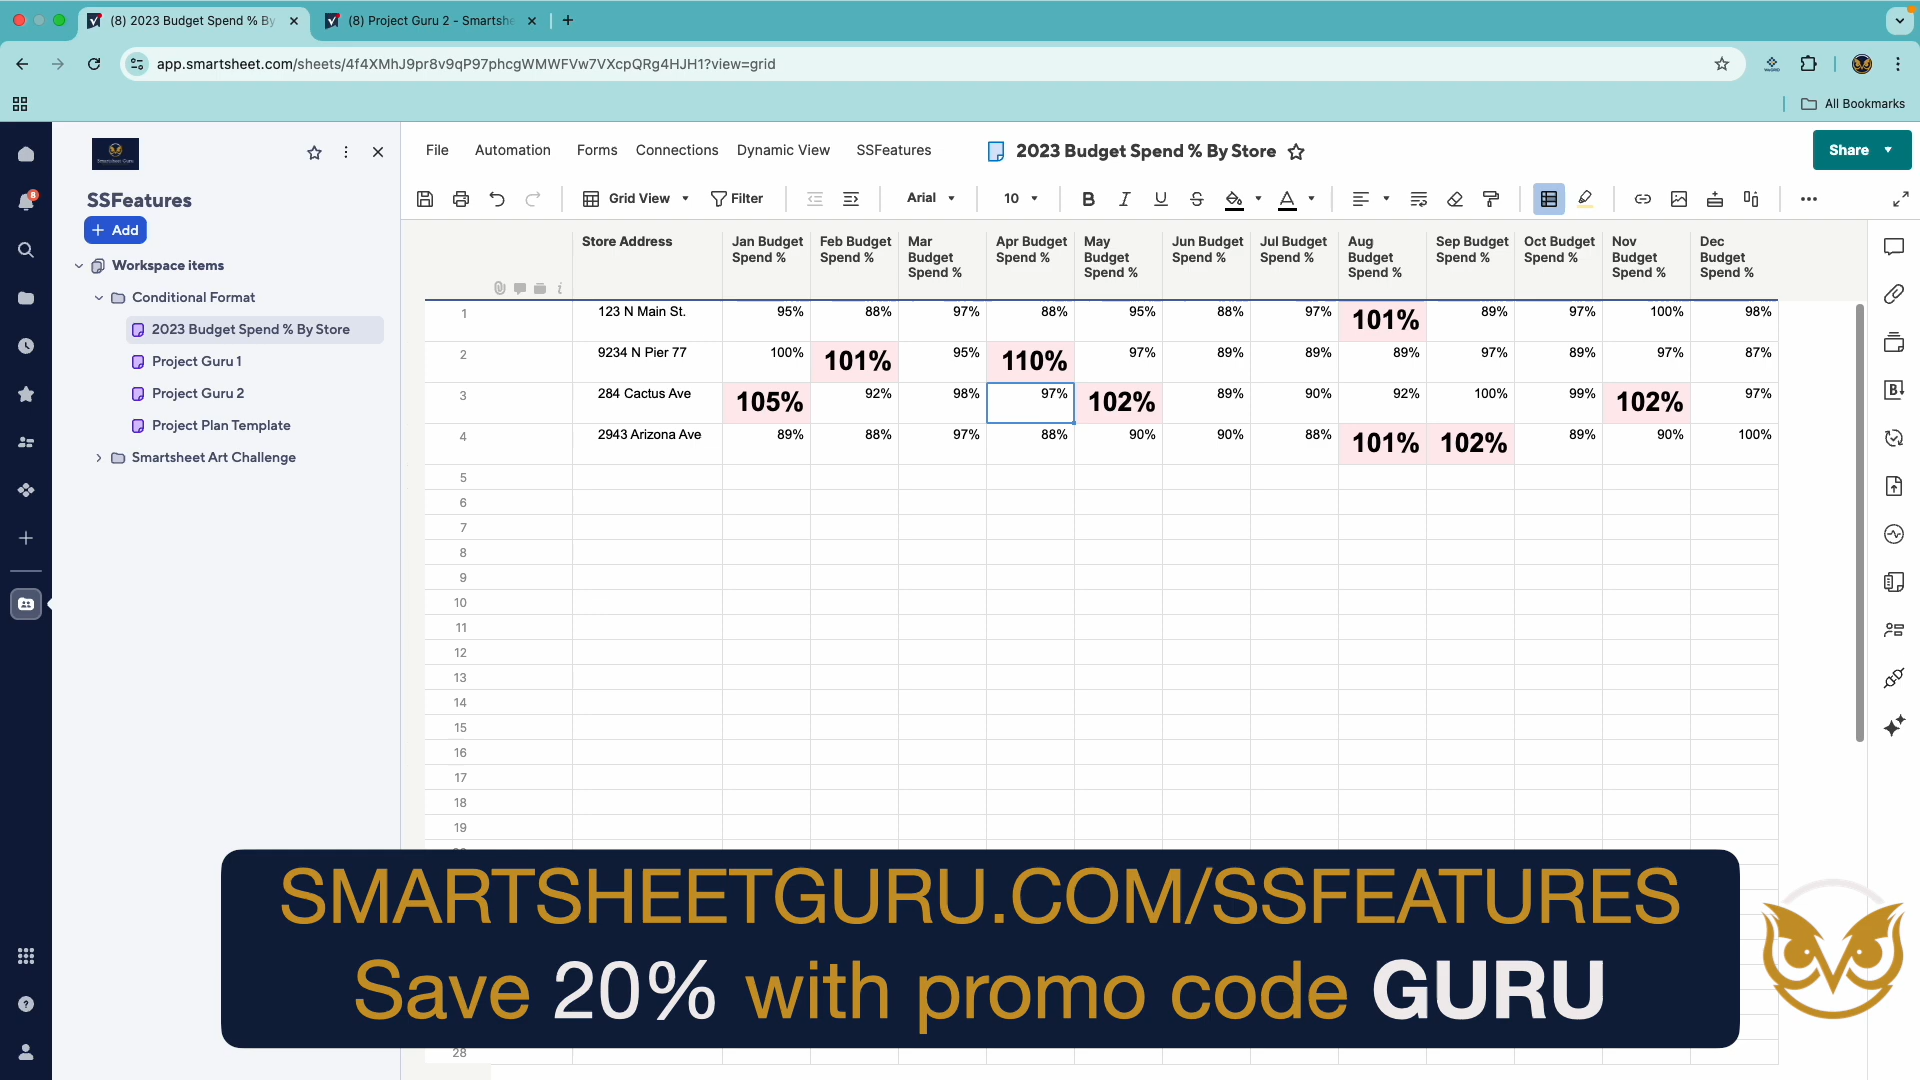 (8) 2023 Budget Spend % By
(8) Project Guru 2 - Smartshe
app.smartsheet.com/sheets/4f4XMhJ9pr8v9qP97phcgWMWFVw7VXcpQRg4HJH1?view=grid
All Bookmarks
8
SSFeatures
Add
Workspace items
Conditional Format
2023 Budget Spend % By Store
Project Guru 1
Project Guru 2
Project Plan Template
Smartsheet Art Challenge
File Automation Forms Connections Dynamic View SSFeatures
2023 Budget Spend % By Store
Share
Grid View Filter Arial 10 B I U S A
Store Address Jan Budget Spend % Feb Budget Spend % Mar Budget Spend % Apr Budget Spend % May Budget Spend % Jun Budget Spend % Jul Budget Spend % Aug Budget Spend % Sep Budget Spend % Oct Budget Spend % Nov Budget Spend % Dec Budget Spend %
1 123 N Main St. 95% 88% 97% 88% 95% 88% 97% 101% 89% 97% 100% 98%
2 9234 N Pier 77 100% 101% 95% 110% 97% 89% 89% 89% 97% 89% 97% 87%
3 284 Cactus Ave 105% 92% 98% 97% 102% 89% 90% 92% 100% 99% 102% 97%
4 2943 Arizona Ave 89% 88% 97% 88% 90% 90% 88% 101% 102% 89% 90% 100%
5
6
7
8
9
10
11
12
13
14
15
16
17
18
19
SMARTSHEETGURU.COM/SSFEATURES
Save 20% with promo code GURU
28